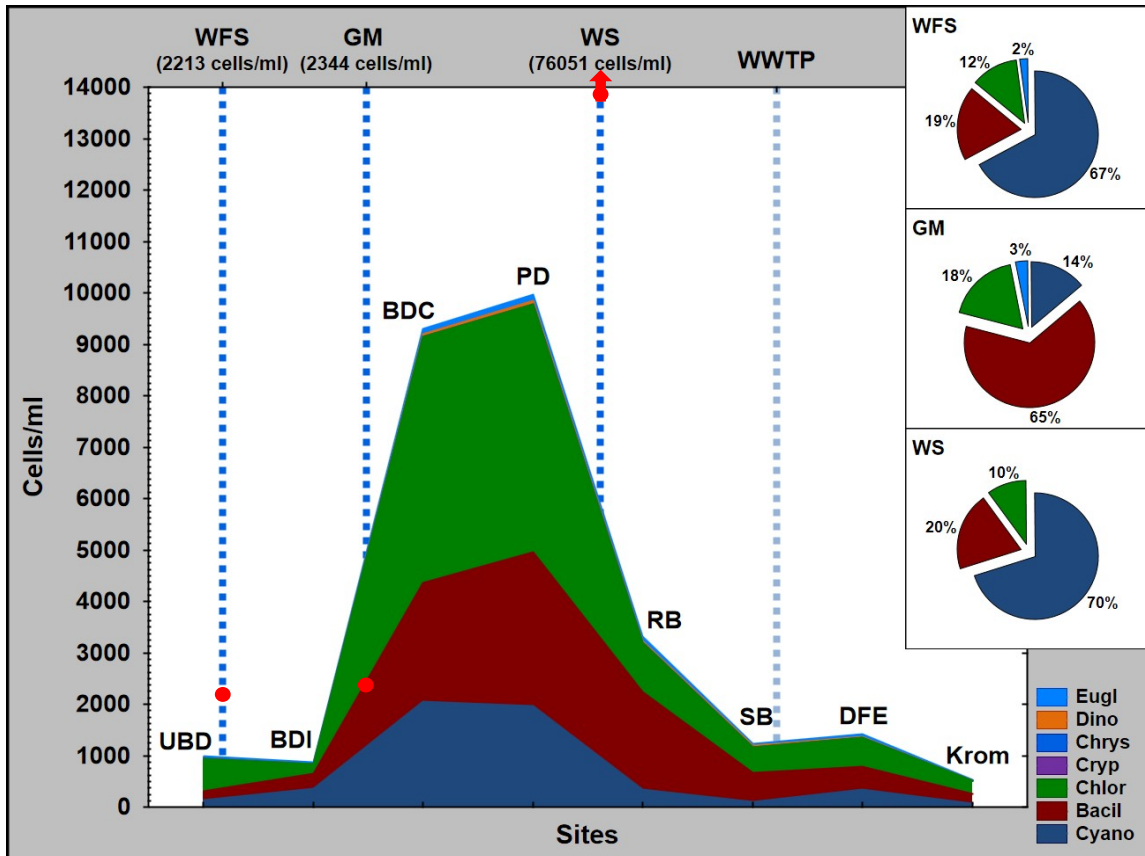 WFS
(2213 cells/ml)
GM
(2344 cells/ml)
WS
(76051 cells/ml)
WWTP
14000
13000
12000
11000
10000
9000
8000
7000
6000
5000
4000
3000
2000
1000
0
Cells/ml
UBD
BDI
BDC
PD
RB
SB
DFE
Krom
Sites
WFS
2%
12%
19%
67%
GM
3%
14%
18%
65%
WS
10%
20%
70%
Eugl
Dino
Chrys
Cryp
Chlor
Bacil
Cyano